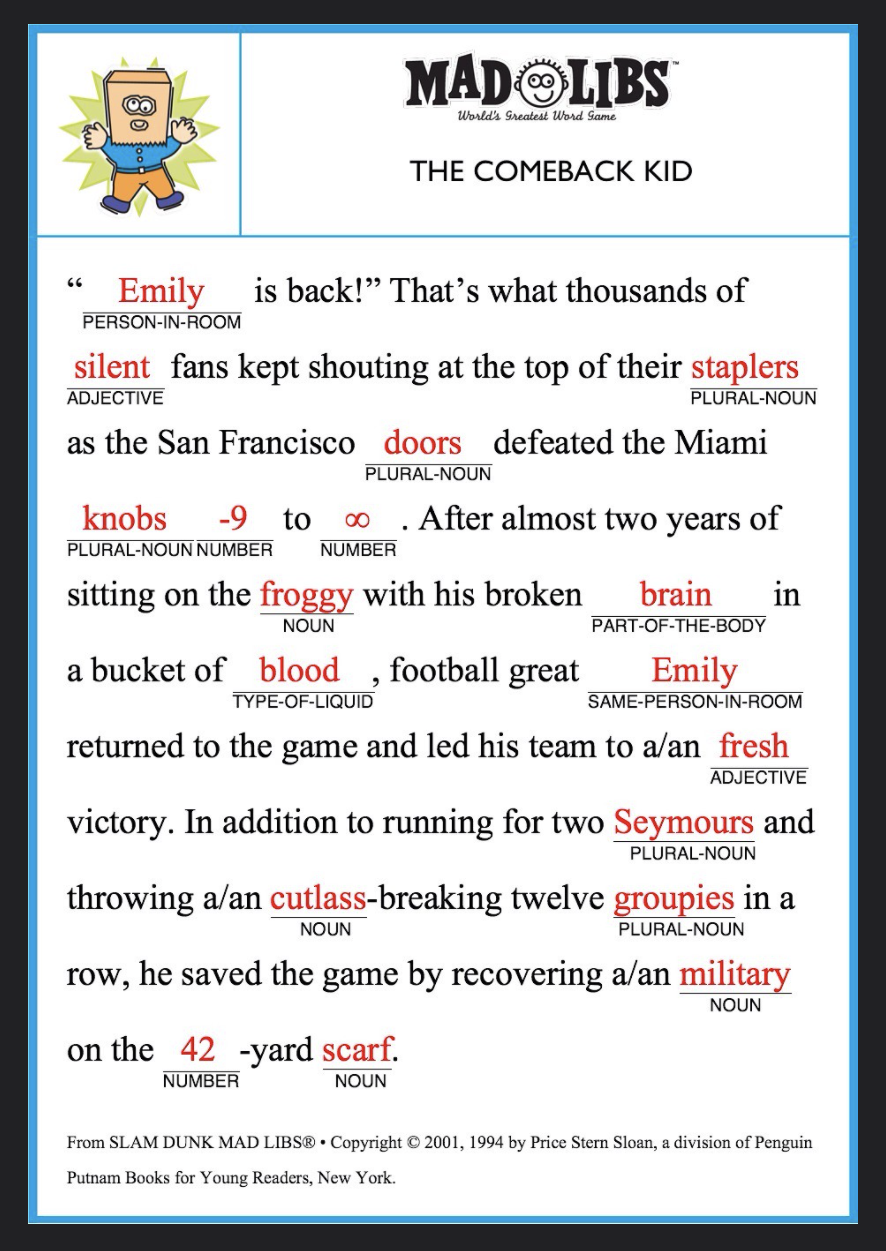 MAD LIBS™
World's Greatest Word Game
THE COMEBACK KID
“ Emily is back!” That’s what thousands of
PERSON-IN-ROOM
silent fans kept shouting at the top of their staplers
ADJECTIVE PLURAL-NOUN
as the San Francisco doors defeated the Miami
PLURAL-NOUN
knobs -9 to ∞ . After almost two years of
PLURAL-NOUN NUMBER NUMBER
sitting on the froggy with his broken brain in
NOUN PART-OF-THE-BODY
a bucket of blood , football great Emily
TYPE-OF-LIQUID SAME-PERSON-IN-ROOM
returned to the game and led his team to a/an fresh
ADJECTIVE
victory. In addition to running for two Seymours and
PLURAL-NOUN
throwing a/an cutlass-breaking twelve groupies in a
NOUN PLURAL-NOUN
row, he saved the game by recovering a/an military
NOUN
on the 42 -yard scarf.
NUMBER NOUN
From SLAM DUNK MAD LIBS® • Copyright © 2001, 1994 by Price Stern Sloan, a division of Penguin
Putnam Books for Young Readers, New York.